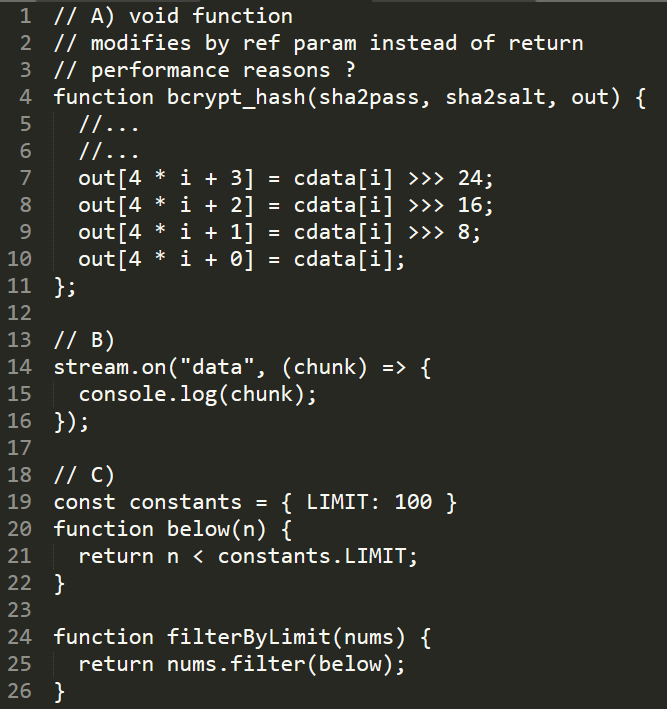 1 // A) void function
2 // modifies by ref param instead of return
3 // performance reasons ?
4 function bcrypt_hash(sha2pass, sha2salt, out) {
5   //...
6   //...
7   out[4 * i + 3] = cdata[i] >>> 24;
8   out[4 * i + 2] = cdata[i] >>> 16;
9   out[4 * i + 1] = cdata[i] >>> 8;
10   out[4 * i + 0] = cdata[i];
11 };
12
13 // B)
14 stream.on("data", (chunk) => {
15   console.log(chunk);
16 });
17
18 // C)
19 const constants = { LIMIT: 100 }
20 function below(n) {
21   return n < constants.LIMIT;
22 }
23
24 function filterByLimit(nums) {
25   return nums.filter(below);
26 }